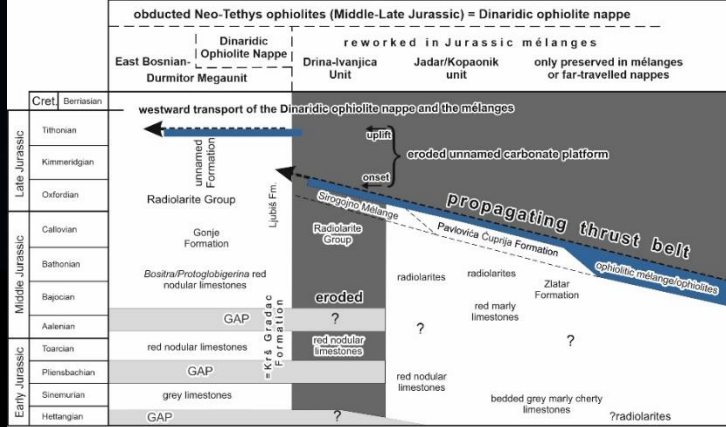 obducted Neo-Tethys ophiolites (Middle-Late Jurassic) = Dinaridic ophiolite nappe
Dinaridic
Ophiolite Nappe
East Bosnian-
Durmitor Megaunit
reworked in Jurassic mélanges
Drina-Ivanjica
Unit
Jadar/Kopaonik
unit
only preserved in mélanges
or far-travelled nappes
Cret.
Berriasian
westward transport of the Dinaridic ophiolite nappe and the mélanges
Late Jurassic
Tithonian
Kimmeridgian
Oxfordian
unnamed
Formation
uplift
onset
eroded unnamed carbonate platform
Radiolarite Group
Ljubiš Fm.
Sirogojno Mélange
propagating thrust belt
Middle Jurassic
Callovian
Bathonian
Bajocian
Aalenian
Gonje
Formation
Radiolarite
Group
Pavlovića Ćuprija Formation
ophiolitic mélange/ophiolites
Bositra/Protoglobigerina red
nodular limestones
radiolarites
radiolarites
Zlatar
Formation
eroded
red marly
limestones
GAP
?
?
?
= Krš Gradac
Formation
Early Jurassic
Toarcian
Pliensbachian
Sinemurian
Hettangian
red nodular limestones
red nodular
limestones
GAP
red nodular
limestones
grey limestones
bedded grey marly cherty
limestones
GAP
?
?radiolarites